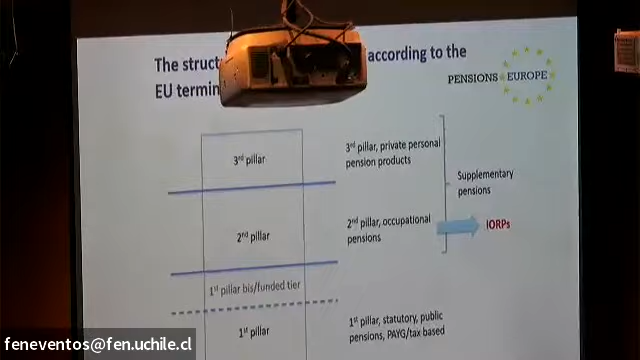 The struct according to the
EU termin
PENSIONS EUROPE
3rd pillar
3rd pillar, private personal
pension products
Supplementary
pensions
2nd pillar
2nd pillar, occupational
pensions
IORPs
1st pillar bis/funded tier
1st pillar
1st pillar, statutory, public
pensions, PAYG/tax based
feneventos@fen.uchile.cl